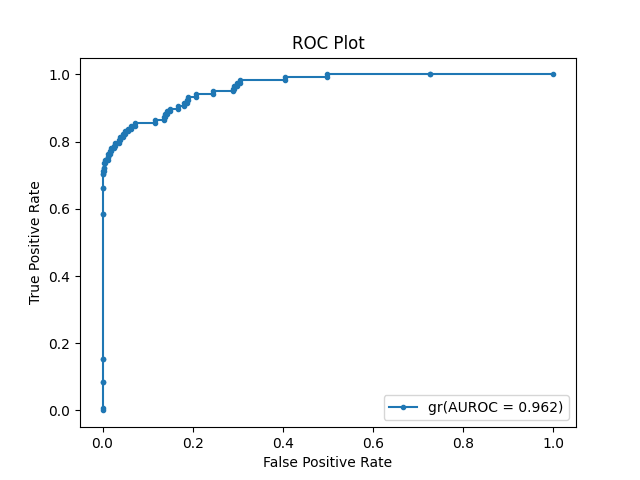 ROC Plot
1.0
0.8
0.6
0.4
0.2
0.0
True Positive Rate
gr(AUROC = 0.962)
0.0 0.2 0.4 0.6 0.8 1.0
False Positive Rate